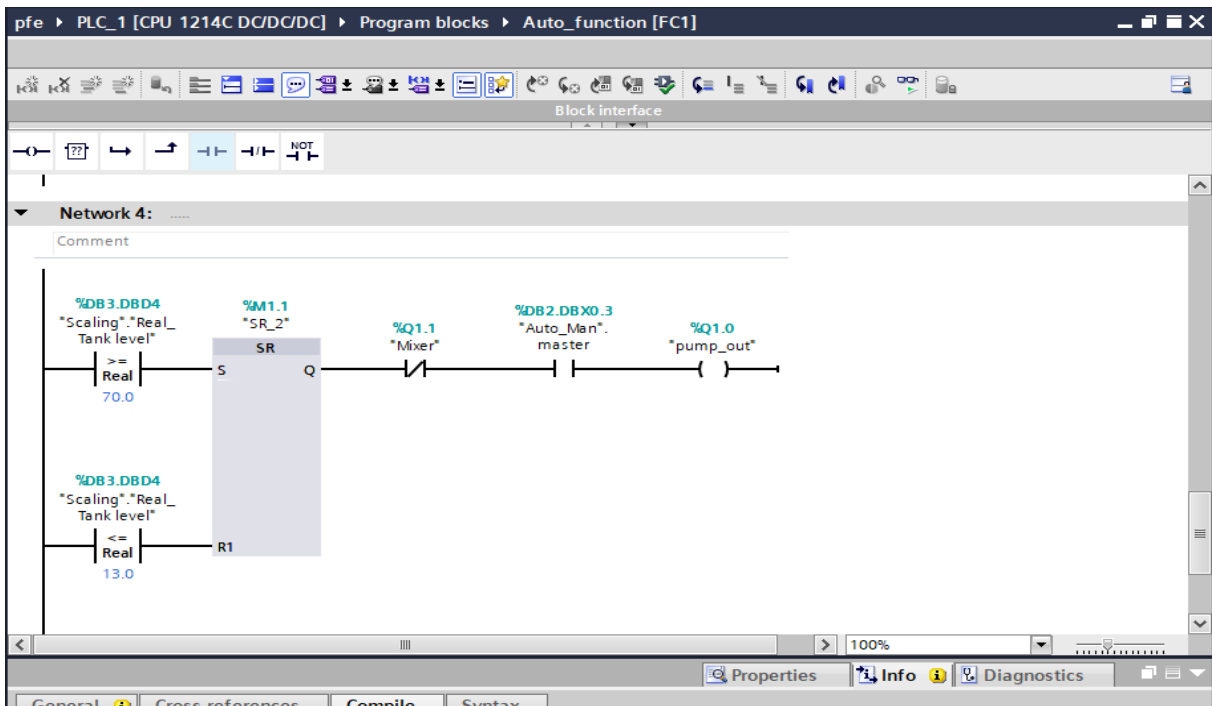 pfe ▸ PLC_1 [CPU 1214C DC/DC/DC] ▸ Program blocks ▸ Auto_function [FC1]
Block interface
??
NOT
Network 4: .....
Comment
%DB3.DBD4
"Scaling"."Real_
Tank level"
>=
Real
70.0
%M1.1
"SR_2"
SR
S
Q
R1
%Q1.1
"Mixer"
%DB2.DBX0.3
"Auto_Man".
master
%Q1.0
"pump_out"
%DB3.DBD4
"Scaling"."Real_
Tank level"
<=
Real
13.0
100%
Properties
Info
Diagnostics
General
Cross-references
Compile
Syntax